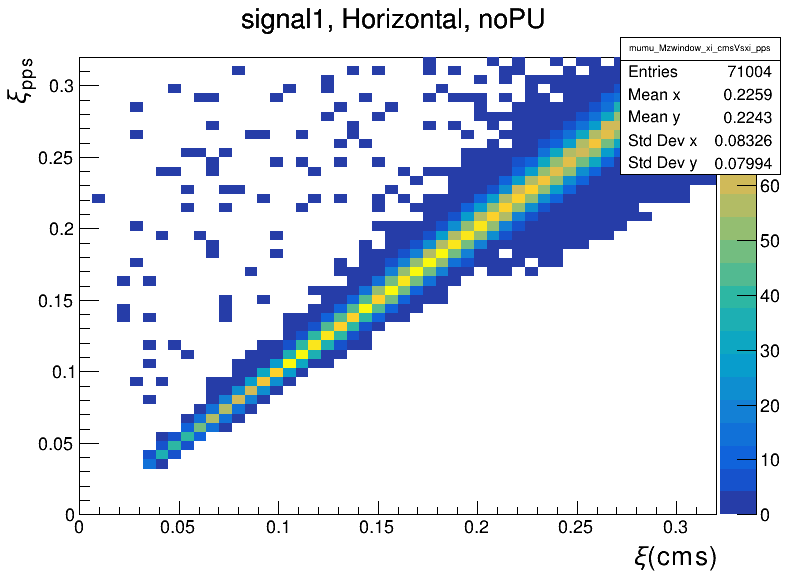 signal1, Horizontal, noPU
mumu_Mzwindow_xi_cmsVsxi_pps
Entries 71004
Mean x 0.2259
Mean y 0.2243
Std Dev x 0.08326
Std Dev y 0.07994
ξpps
0.3
0.25
0.2
0.15
0.1
0.05
0
0 0.05 0.1 0.15 0.2 0.25 0.3
ξ(cms)
60
50
40
30
20
10
0